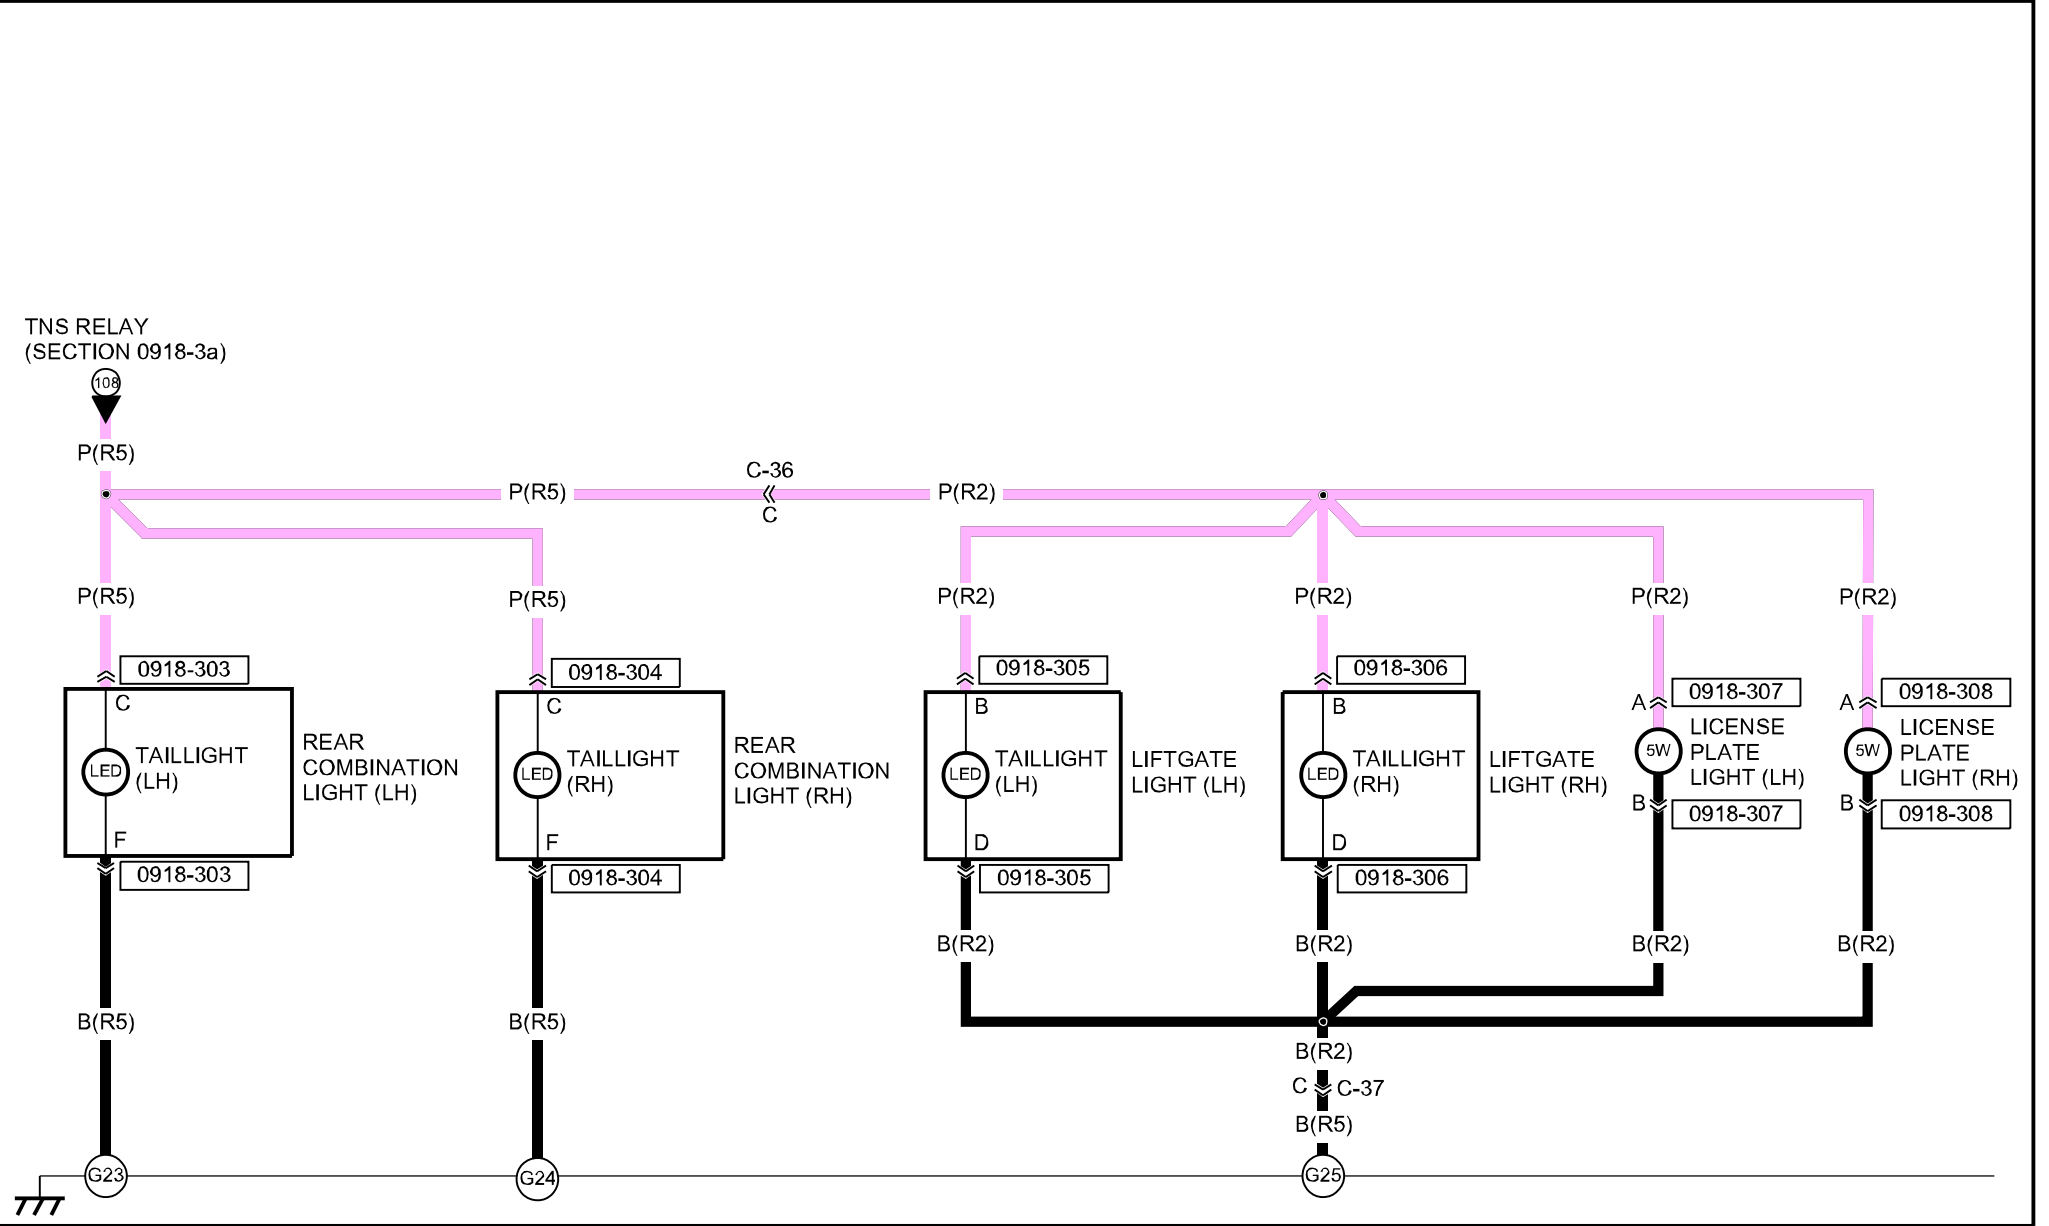 TNS RELAY
(SECTION 0918-3a)
108
P(R5)
C-36
P(R5)
P(R2)
C
P(R5)
P(R5)
P(R2)
P(R2)
P(R2)
P(R2)
0918-303
0918-304
0918-305
0918-306
0918-307
0918-308
C
C
B
B
A
A
LED
TAILLIGHT
(LH)
REAR
COMBINATION
LIGHT (LH)
LED
TAILLIGHT
(RH)
REAR
COMBINATION
LIGHT (RH)
LED
TAILLIGHT
(LH)
LIFTGATE
LIGHT (LH)
LED
TAILLIGHT
(RH)
LIFTGATE
LIGHT (RH)
5W
LICENSE
PLATE
LIGHT (LH)
5W
LICENSE
PLATE
LIGHT (RH)
F
F
D
D
B
B
0918-303
0918-304
0918-305
0918-306
0918-307
0918-308
B(R2)
B(R2)
B(R2)
B(R2)
B(R5)
B(R5)
B(R2)
C
C-37
B(R5)
G23
G24
G25